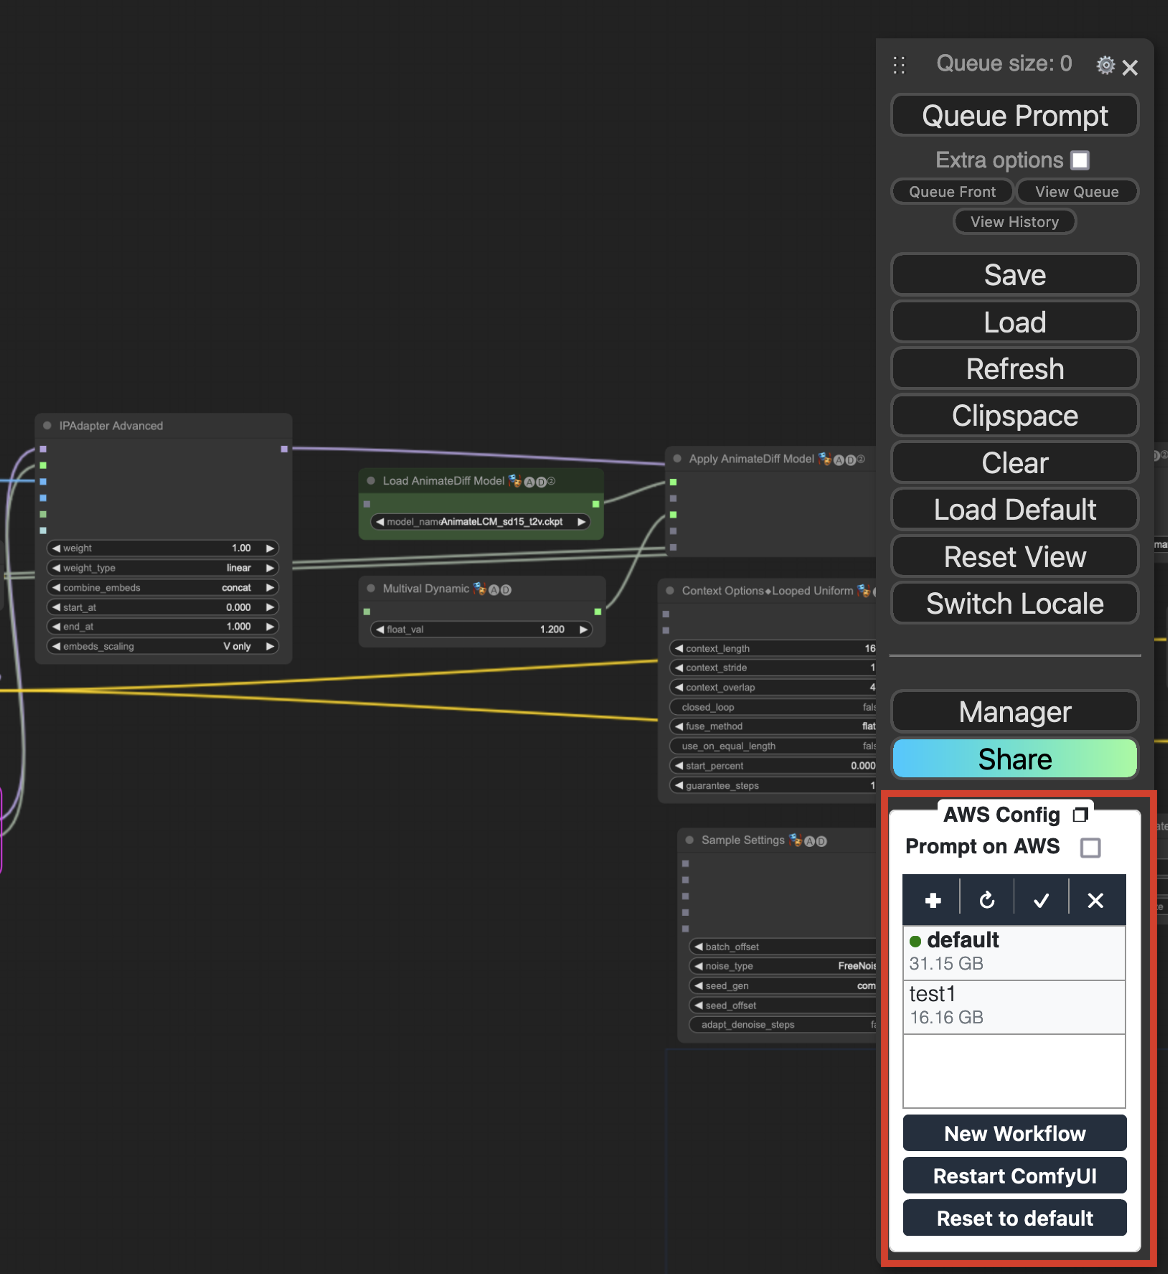 Queue size: 0
Queue Prompt
Extra options
Queue Front
View Queue
View History
Save
Load
Refresh
Clipspace
Clear
Load Default
Reset View
Switch Locale
Manager
Share
AWS Config
Prompt on AWS
default
31.15 GB
test1
16.16 GB
New Workflow
Restart ComfyUI
Reset to default
IPAdapter Advanced
weight 1.00
weight_type linear
combine_embeds concat
start_at 0.000
end_at 1.000
embeds_scaling V only
Load AnimateDiff Model 🎭ⒶⒹ②
model_name AnimateLCM_sd15_t2v.ckpt
Multival Dynamic 🎭ⒶⒹ
float_val 1.200
Apply AnimateDiff Model 🎭ⒶⒹ②
Context Options◆Looped Uniform 🎭
context_length 16
context_stride 1
context_overlap 4
closed_loop fals
fuse_method flat
use_on_equal_length fals
start_percent 0.000
guarantee_steps 1
Sample Settings 🎭ⒶⒹ
batch_offset
noise_type FreeNois
seed_gen com
seed_offset
adapt_denoise_steps